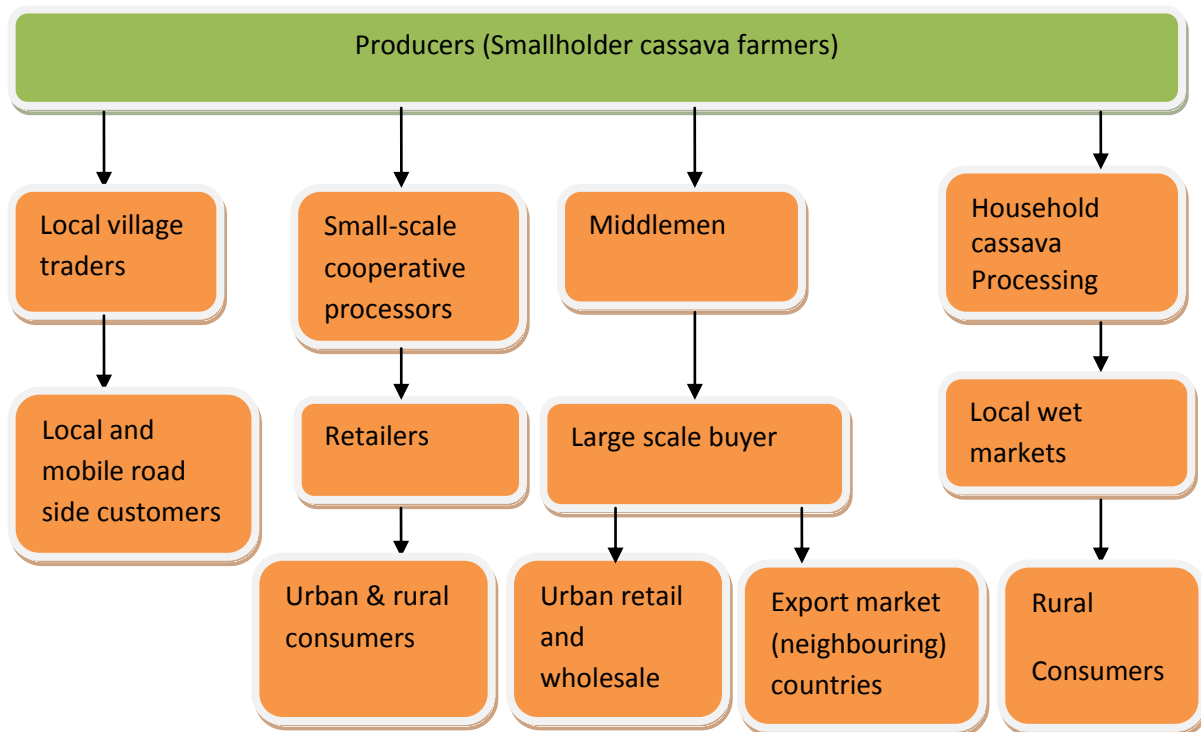 Producers (Smallholder cassava farmers)
Local village
traders
Small-scale
cooperative
processors
Middlemen
Household
cassava
Processing
Local and
mobile road
side customers
Retailers
Large scale buyer
Local wet
markets
Urban & rural
consumers
Urban retail
and
wholesale
Export market
(neighbouring)
countries
Rural
Consumers